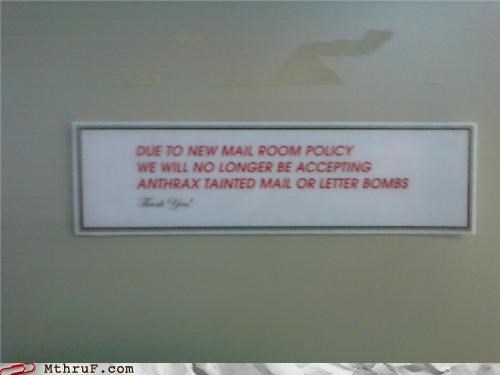 DUE TO NEW MAIL ROOM POLICY
WE WILL NO LONGER BE ACCEPTING
ANTHRAX TAINTED MAIL OR LETTER BOMBS
Thank You!
MthruF.com